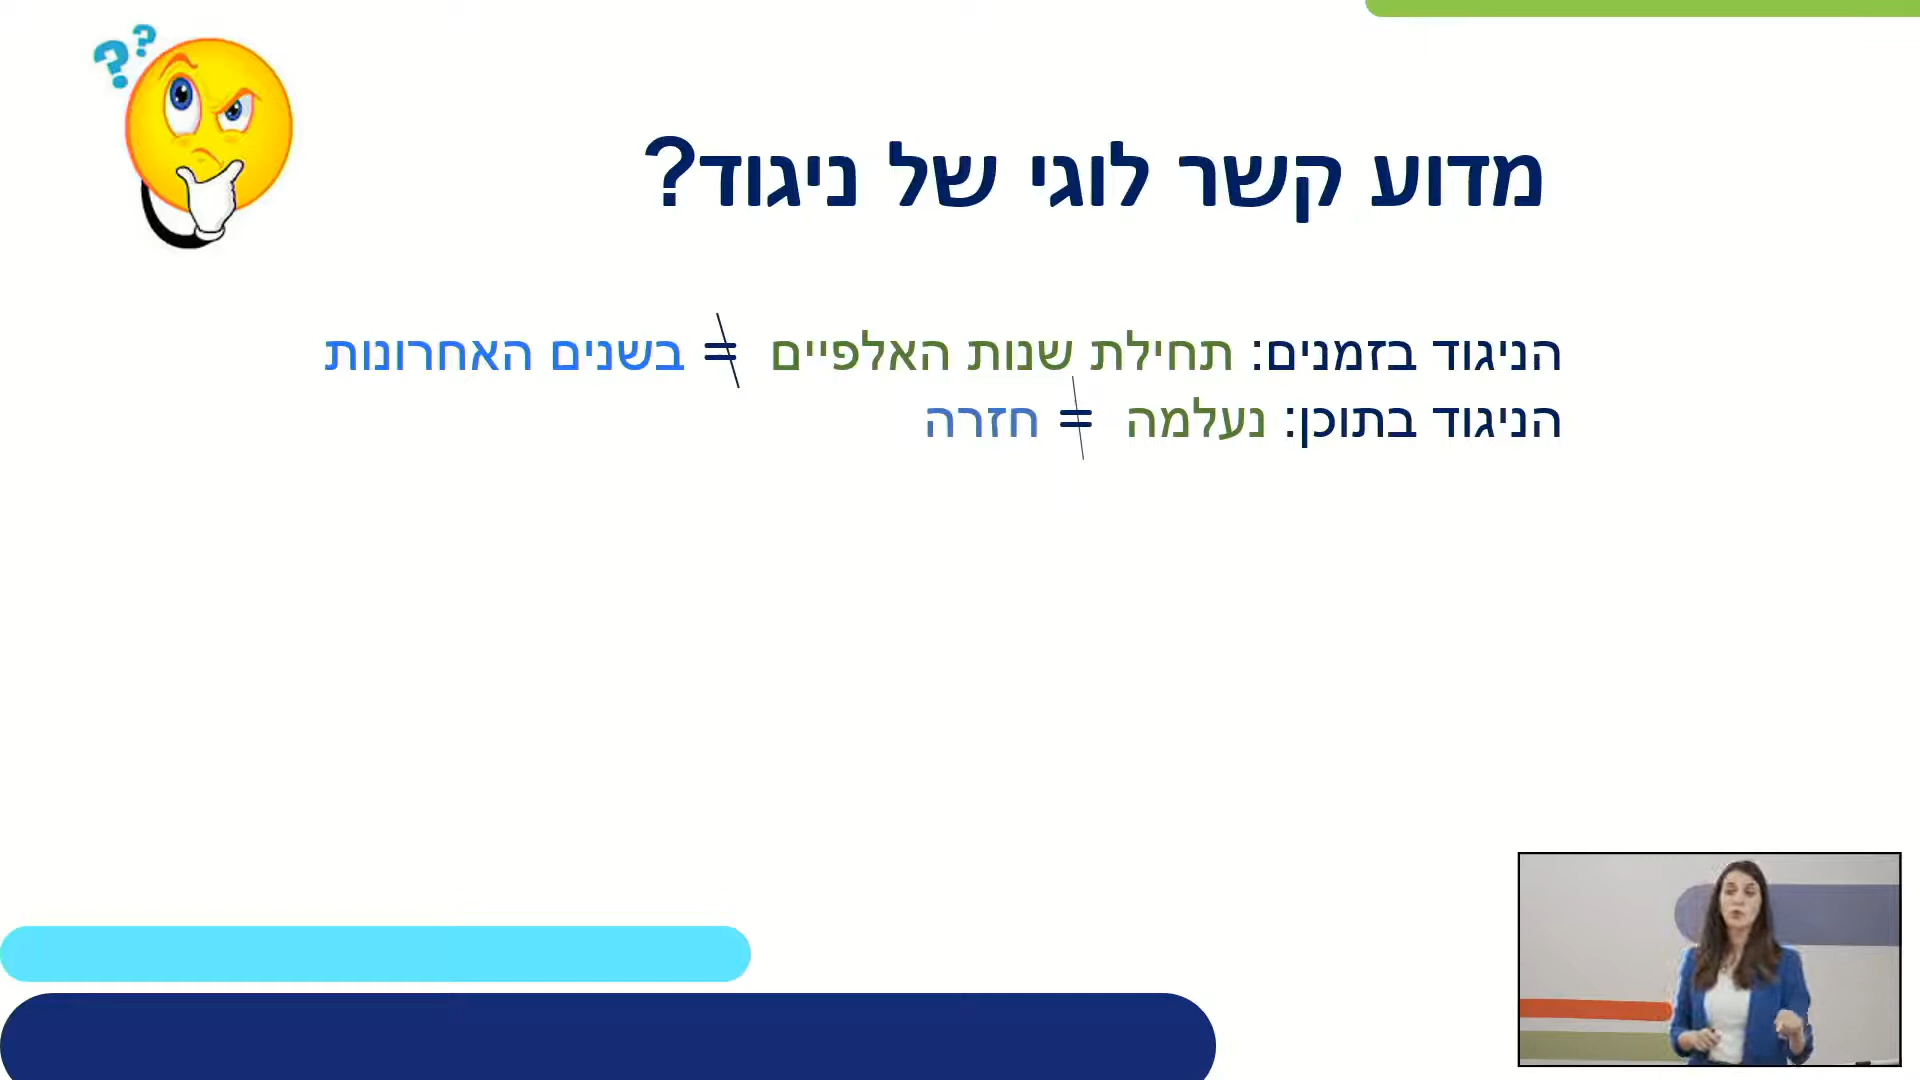 מדוע קשר לוגי של ניגוד?
הניגוד בזמנים: תחילת שנות האלפיים ≠ בשנים האחרונות
הניגוד בתוכן: נעלמה ≠ חזרה
??